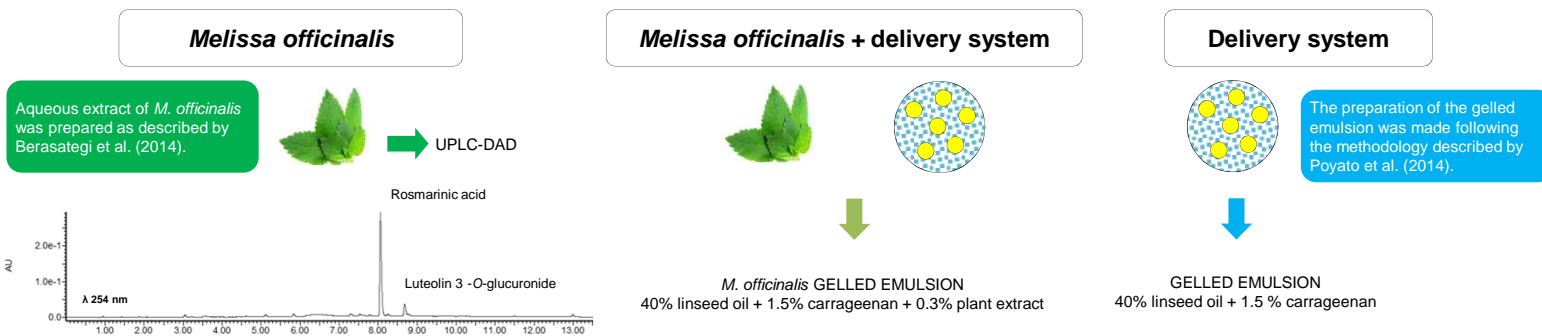 Melissa officinalis
Aqueous extract of M. officinalis
was prepared as described by
Berasategi et al. (2014).
UPLC-DAD
Rosmarinic acid
Luteolin 3 -O-glucuronide
λ 254 nm
AU
2.0e-1
1.0e-1
0.0
1.00 2.00 3.00 4.00 5.00 6.00 7.00 8.00 9.00 10.00 11.00 12.00 13.00
Melissa officinalis + delivery system
M. officinalis GELLED EMULSION
40% linseed oil + 1.5% carrageenan + 0.3% plant extract
Delivery system
The preparation of the gelled
emulsion was made following
the methodology described by
Poyato et al. (2014).
GELLED EMULSION
40% linseed oil + 1.5 % carrageenan